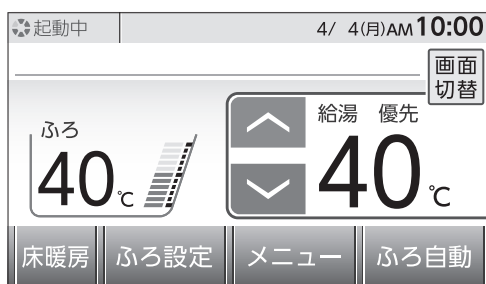 起動中
4/ 4(月)AM10:00
画面
切替
ふろ
40℃
給湯 優先
40℃
床暖房 ふろ設定 メニュー ふろ自動